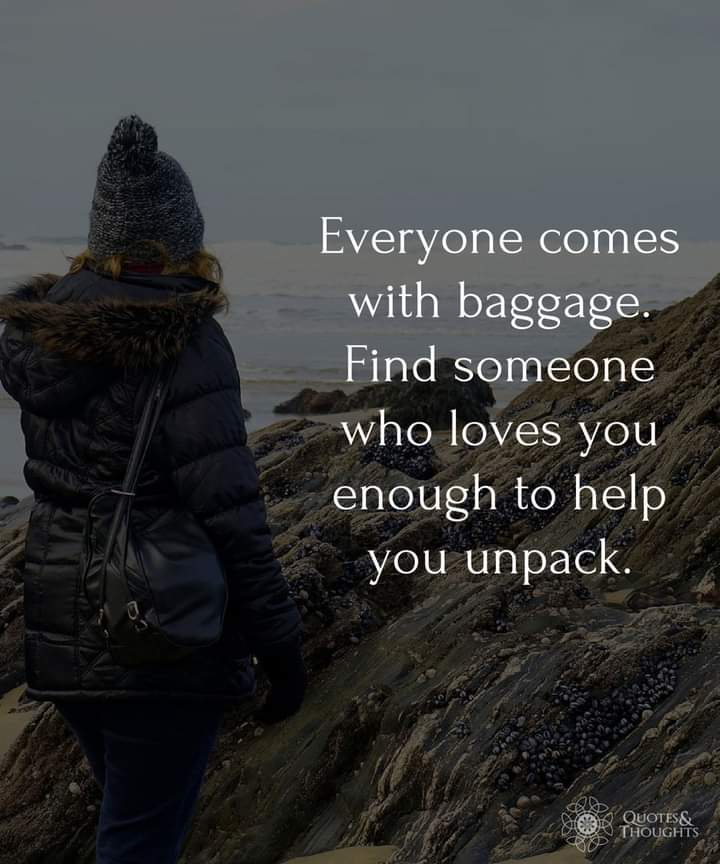 Everyone comes
with baggage.
Find someone
who loves you
enough to help
you unpack.
QUOTES&
THOUGHTS